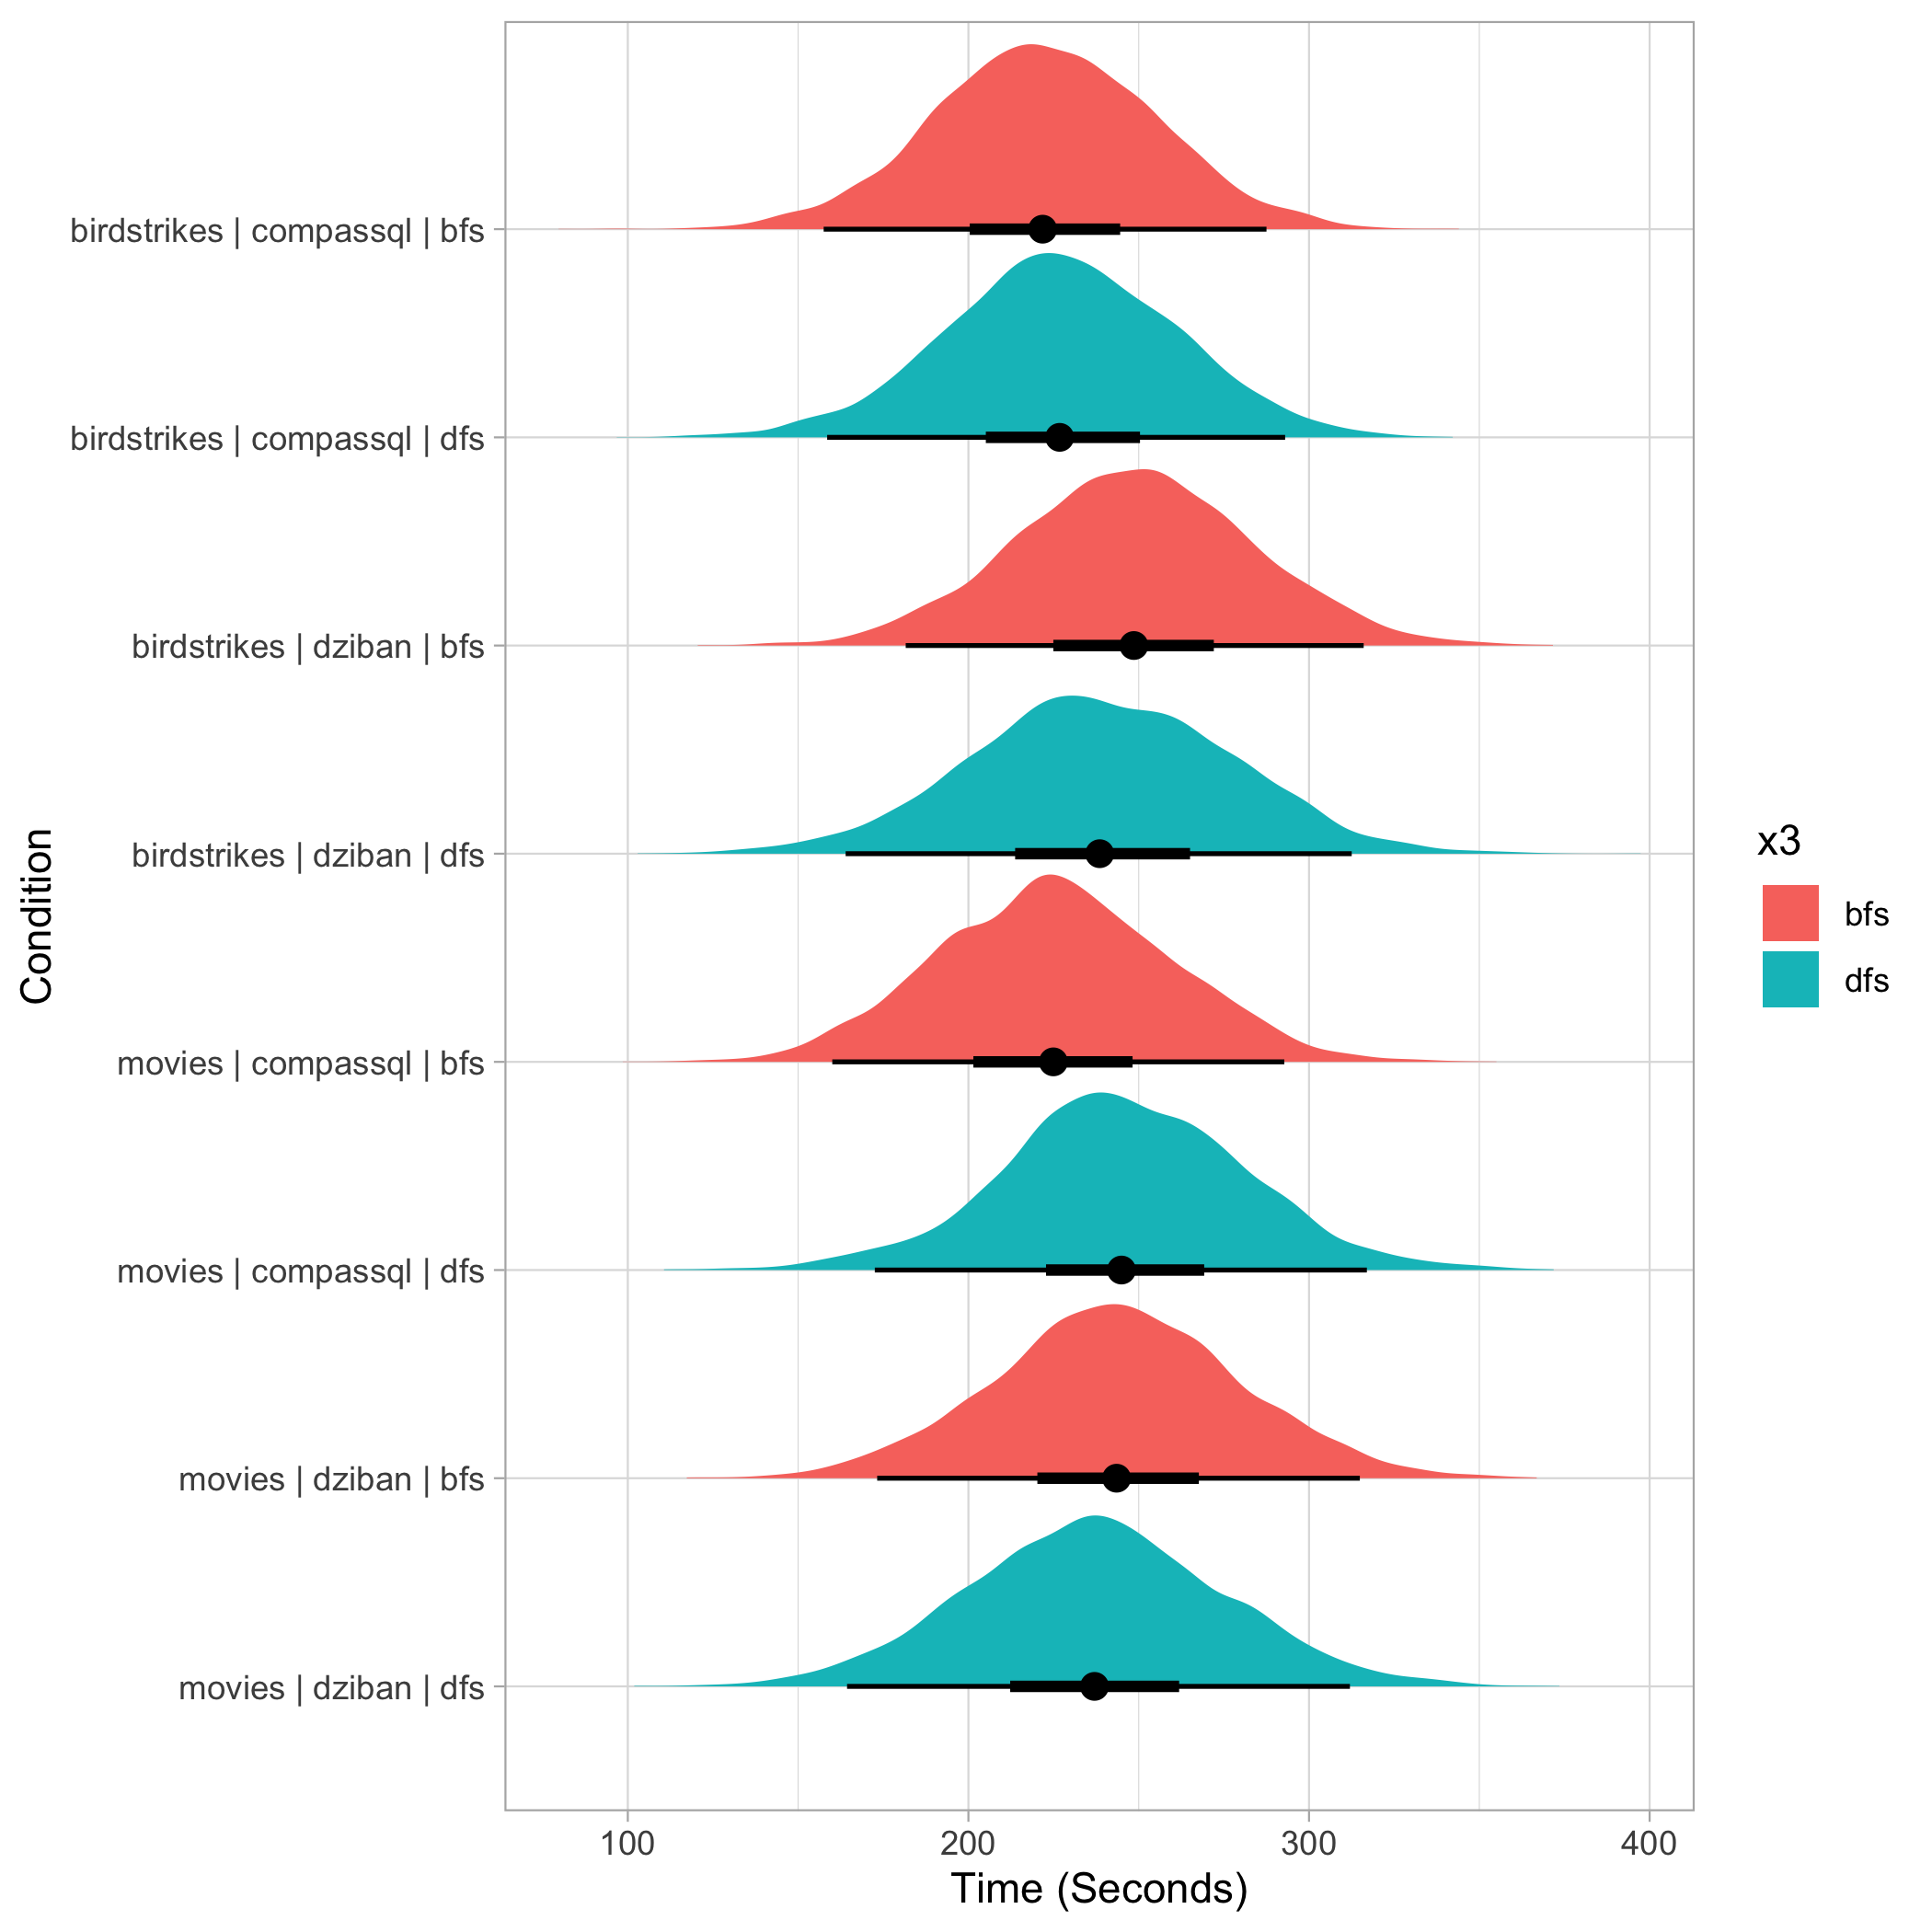 birdstrikes | compassql | bfs
birdstrikes | compassql | dfs
birdstrikes | dziban | bfs
birdstrikes | dziban | dfs
movies | compassql | bfs
movies | compassql | dfs
movies | dziban | bfs
movies | dziban | dfs
Condition
100 200 300 400
Time (Seconds)
x3
bfs
dfs